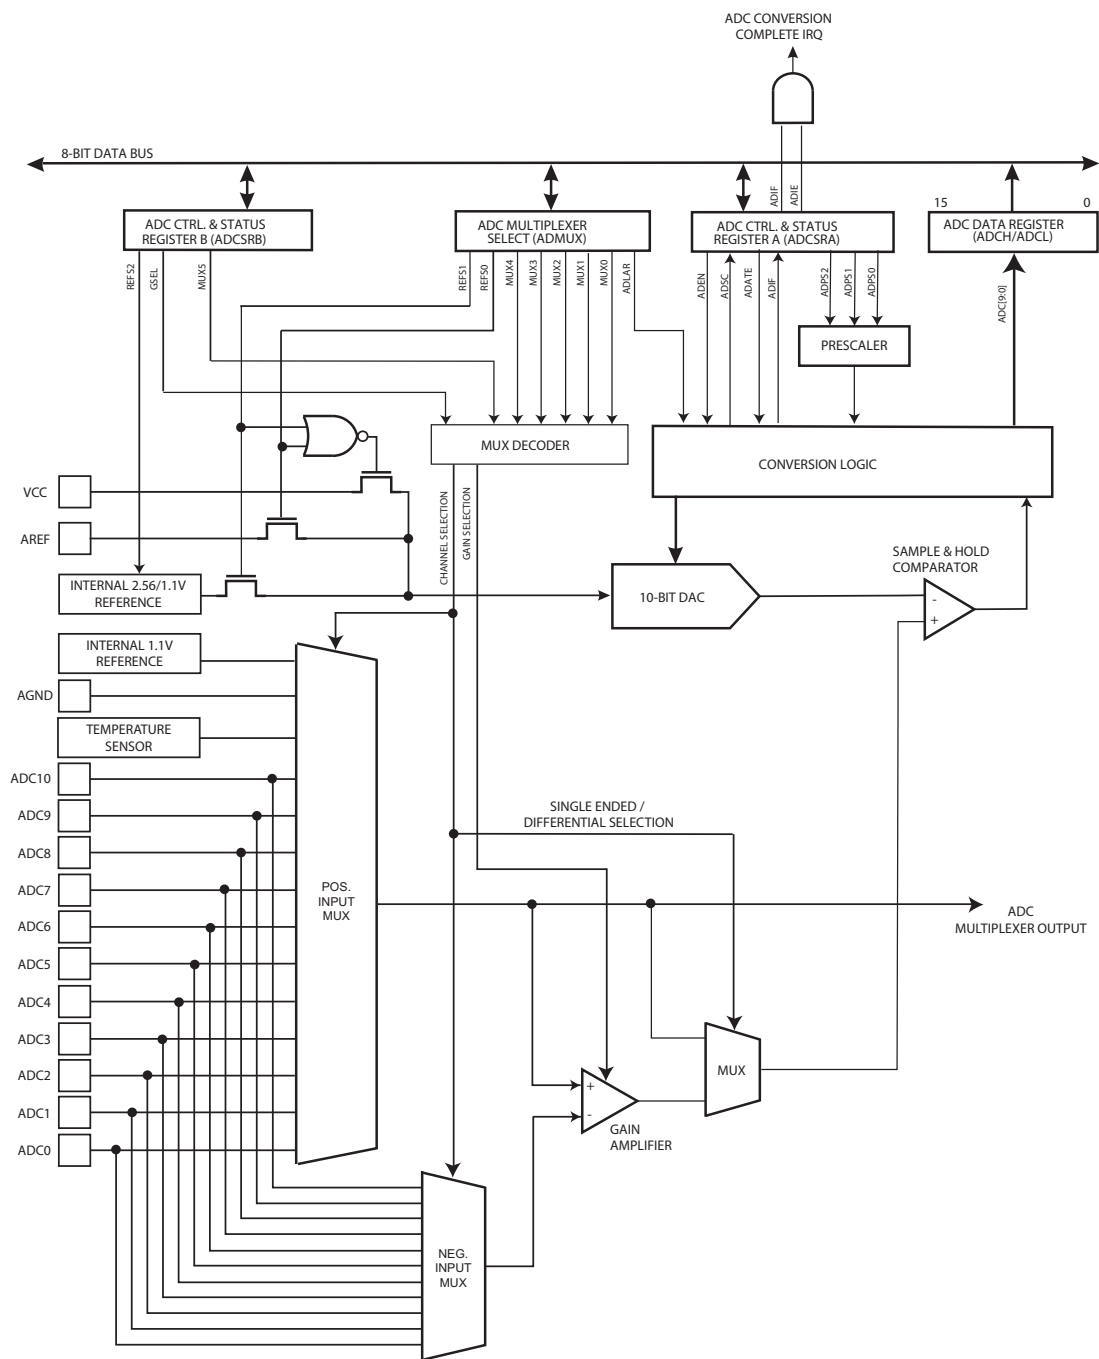 ADC CONVERSION
COMPLETE IRQ
8-BIT DATA BUS
ADIF
ADIE
15
0
ADC CTRL. & STATUS
REGISTER B (ADCSRB)
ADC MULTIPLEXER
SELECT (ADMUX)
ADC CTRL. & STATUS
REGISTER A (ADCSRA)
ADC DATA REGISTER
(ADCH/ADCL)
REFS2
GSEL
MUX5
REFS1
REFS0
MUX4
MUX3
MUX2
MUX1
MUX0
ADLAR
ADEN
ADSC
ADATE
ADIF
ADPS2
ADPS1
ADPS0
ADC[9:0]
PRESCALER
MUX DECODER
CONVERSION LOGIC
VCC
AREF
CHANNEL SELECTION
GAIN SELECTION
SAMPLE & HOLD
COMPARATOR
INTERNAL 2.56/1.1V
REFERENCE
10-BIT DAC
-
+
INTERNAL 1.1V
REFERENCE
AGND
TEMPERATURE
SENSOR
ADC10
ADC9
ADC8
ADC7
ADC6
ADC5
ADC4
ADC3
ADC2
ADC1
ADC0
POS.
INPUT
MUX
SINGLE ENDED /
DIFFERENTIAL SELECTION
ADC
MULTIPLEXER OUTPUT
MUX
+
-
GAIN
AMPLIFIER
NEG.
INPUT
MUX